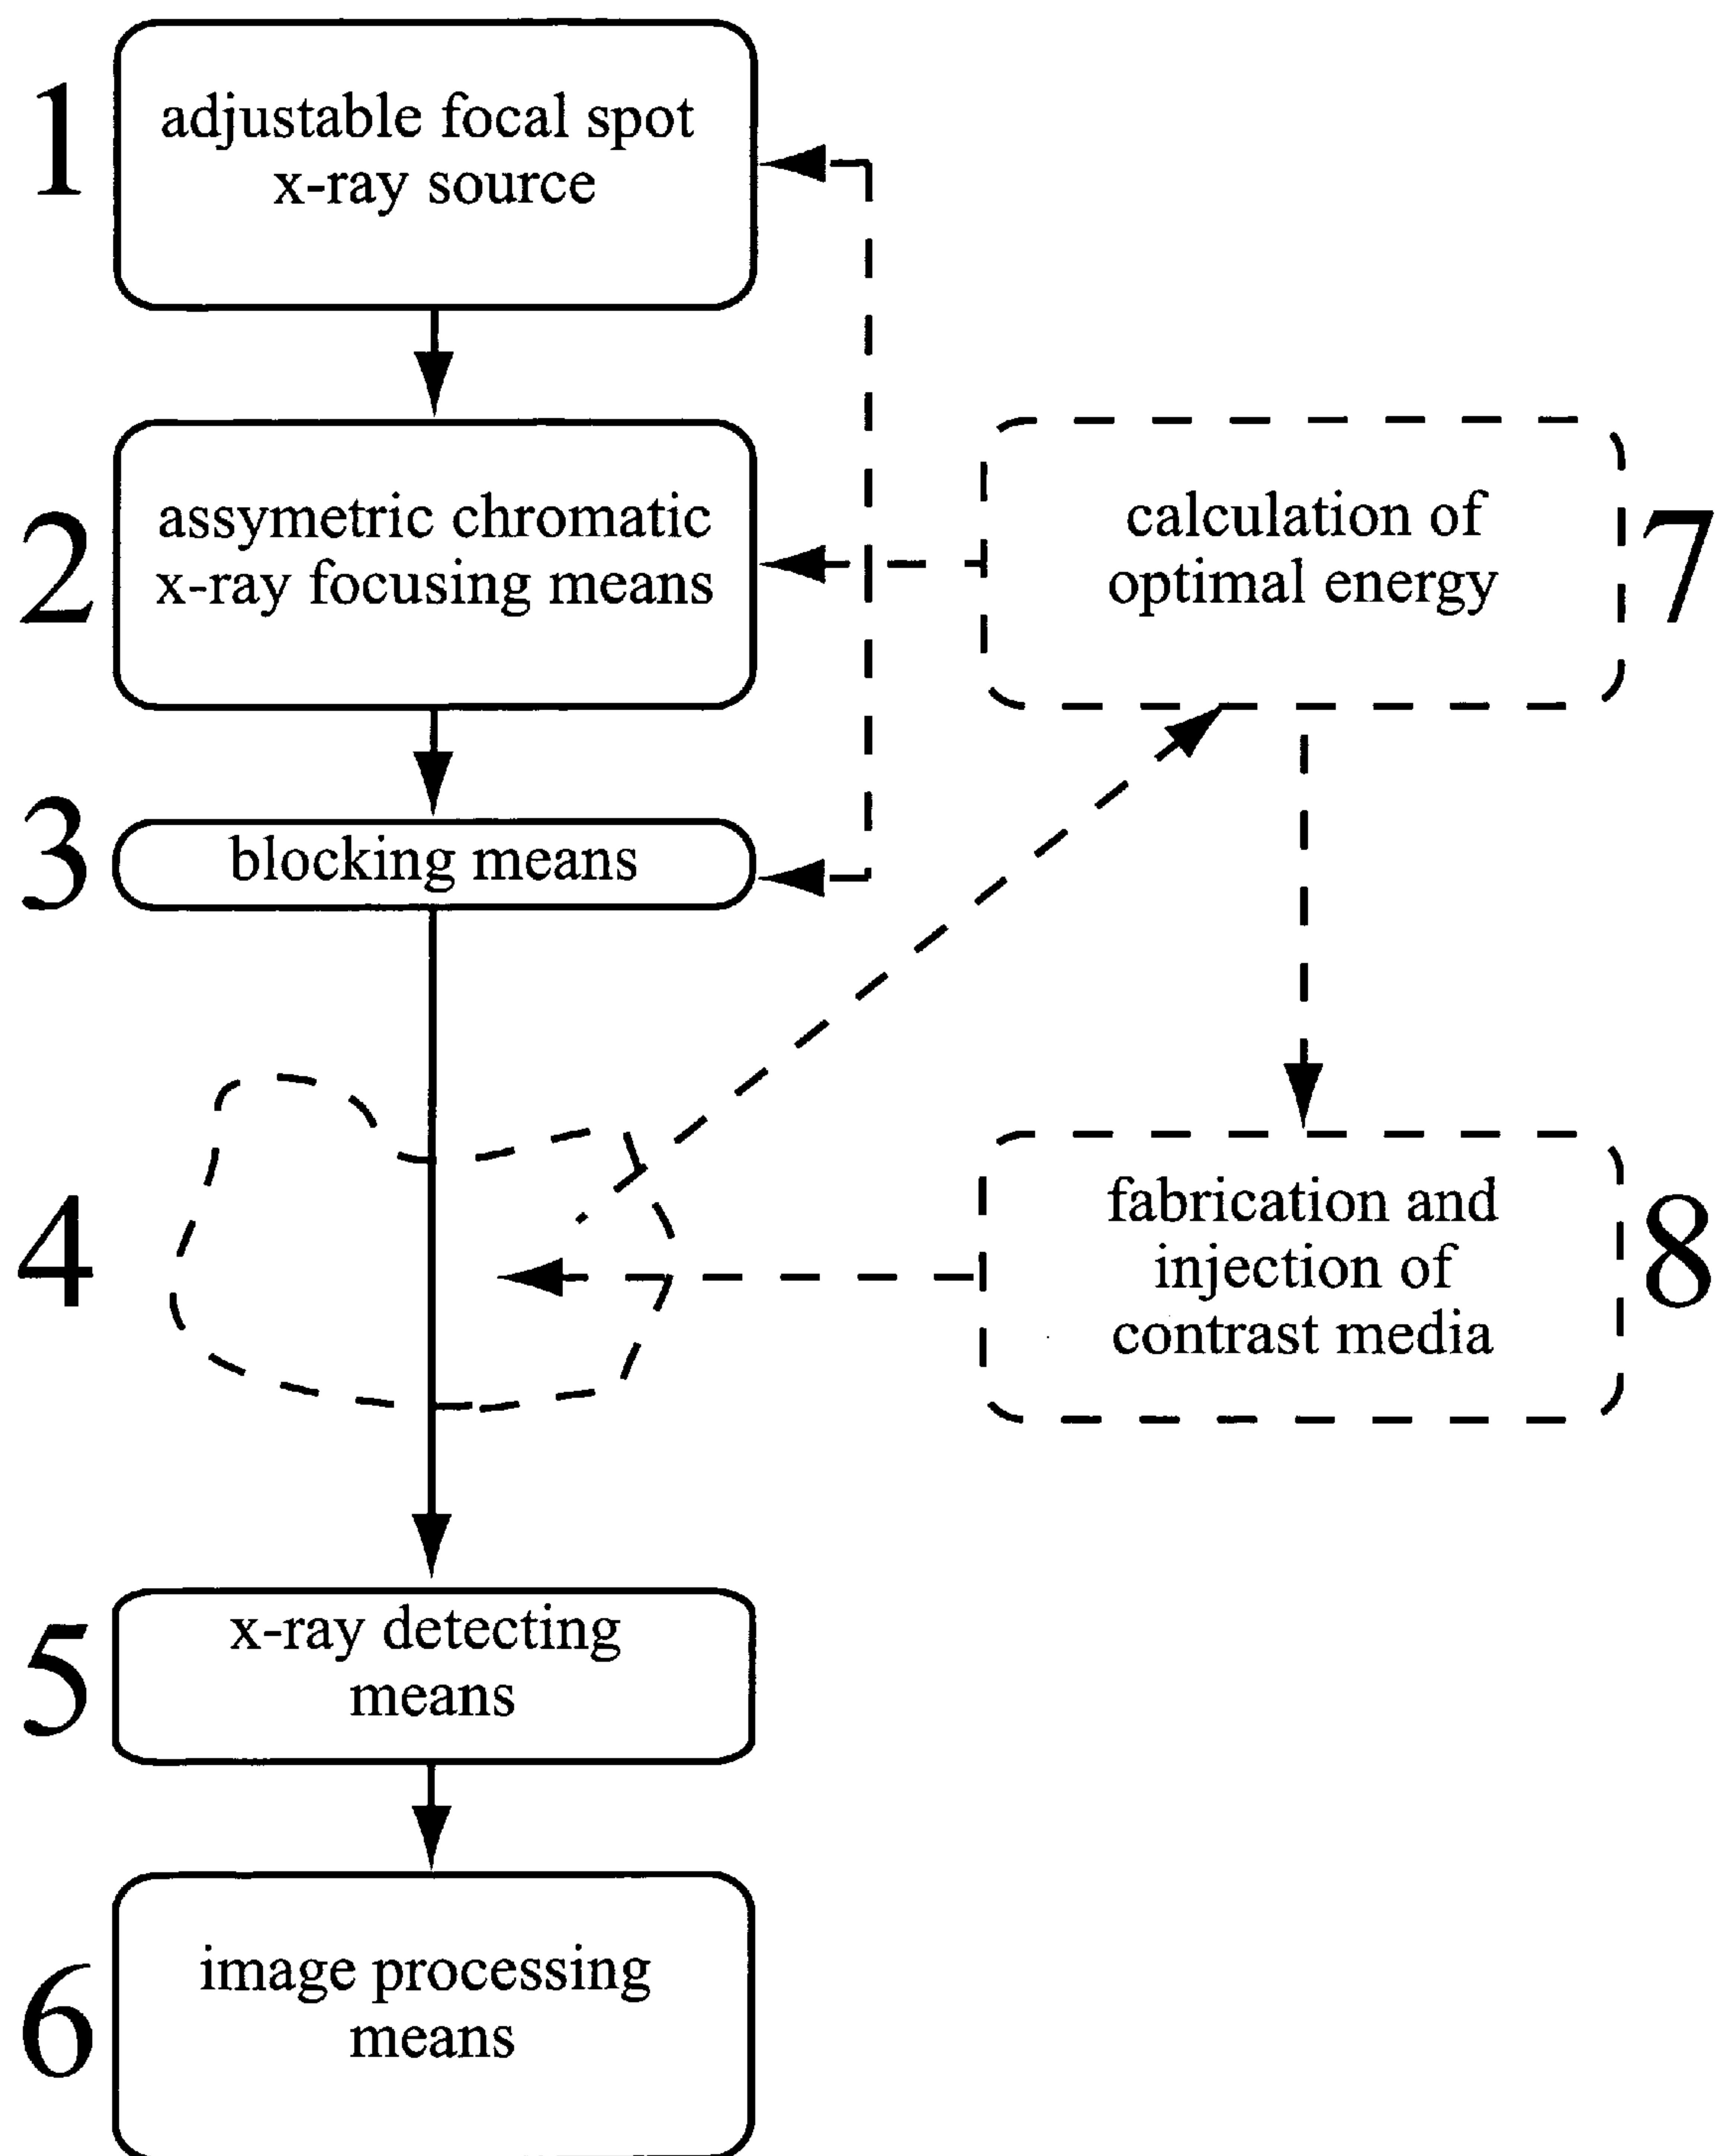 1
adjustable focal spot
x-ray source
2
assymetric chromatic
x-ray focusing means
calculation of
optimal energy
7
3
blocking means
4
fabrication and
injection of
contrast media
8
5
x-ray detecting
means
6
image processing
means